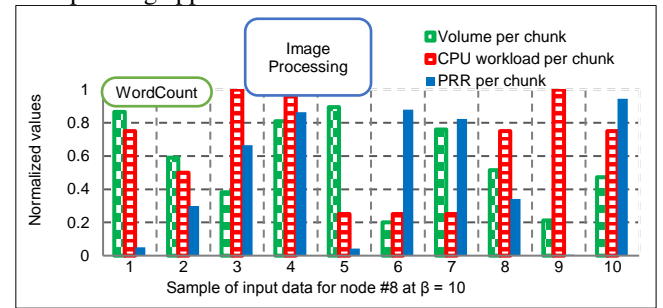 Image
Processing
Volume per chunk
CPU workload per chunk
PRR per chunk
WordCount
Normalized values
1
0.8
0.6
0.4
0.2
0
1 2 3 4 5 6 7 8 9 10
Sample of input data for node #8 at β = 10